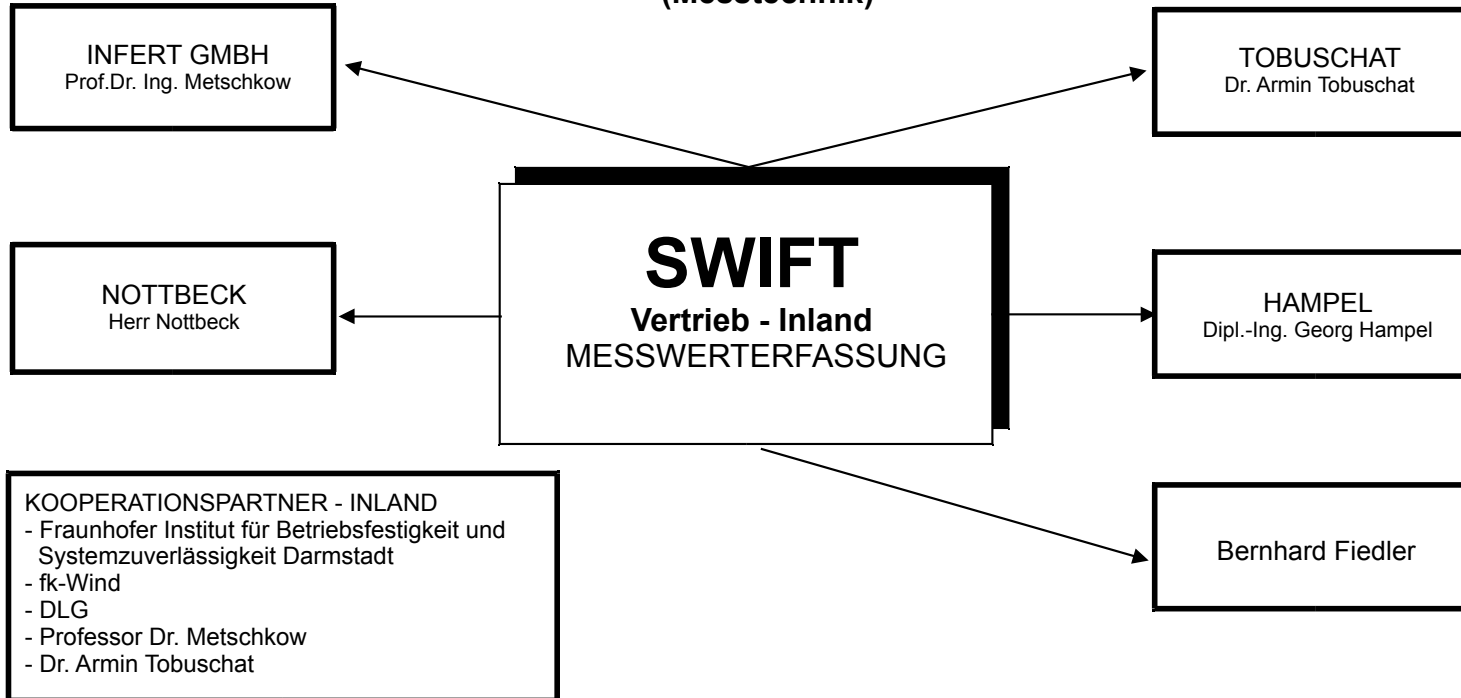 (Messtechnik)
INFERT GMBH
Prof.Dr. Ing. Metschkow
TOBUSCHAT
Dr. Armin Tobuschat
SWIFT
Vertrieb - Inland
MESSWERTERFASSUNG
NOTTBECK
Herr Nottbeck
HAMPEL
Dipl.-Ing. Georg Hampel
KOOPERATIONSPARTNER - INLAND
- Fraunhofer Institut für Betriebsfestigkeit und
Systemzuverlässigkeit Darmstadt
- fk-Wind
- DLG
- Professor Dr. Metschkow
- Dr. Armin Tobuschat
Bernhard Fiedler